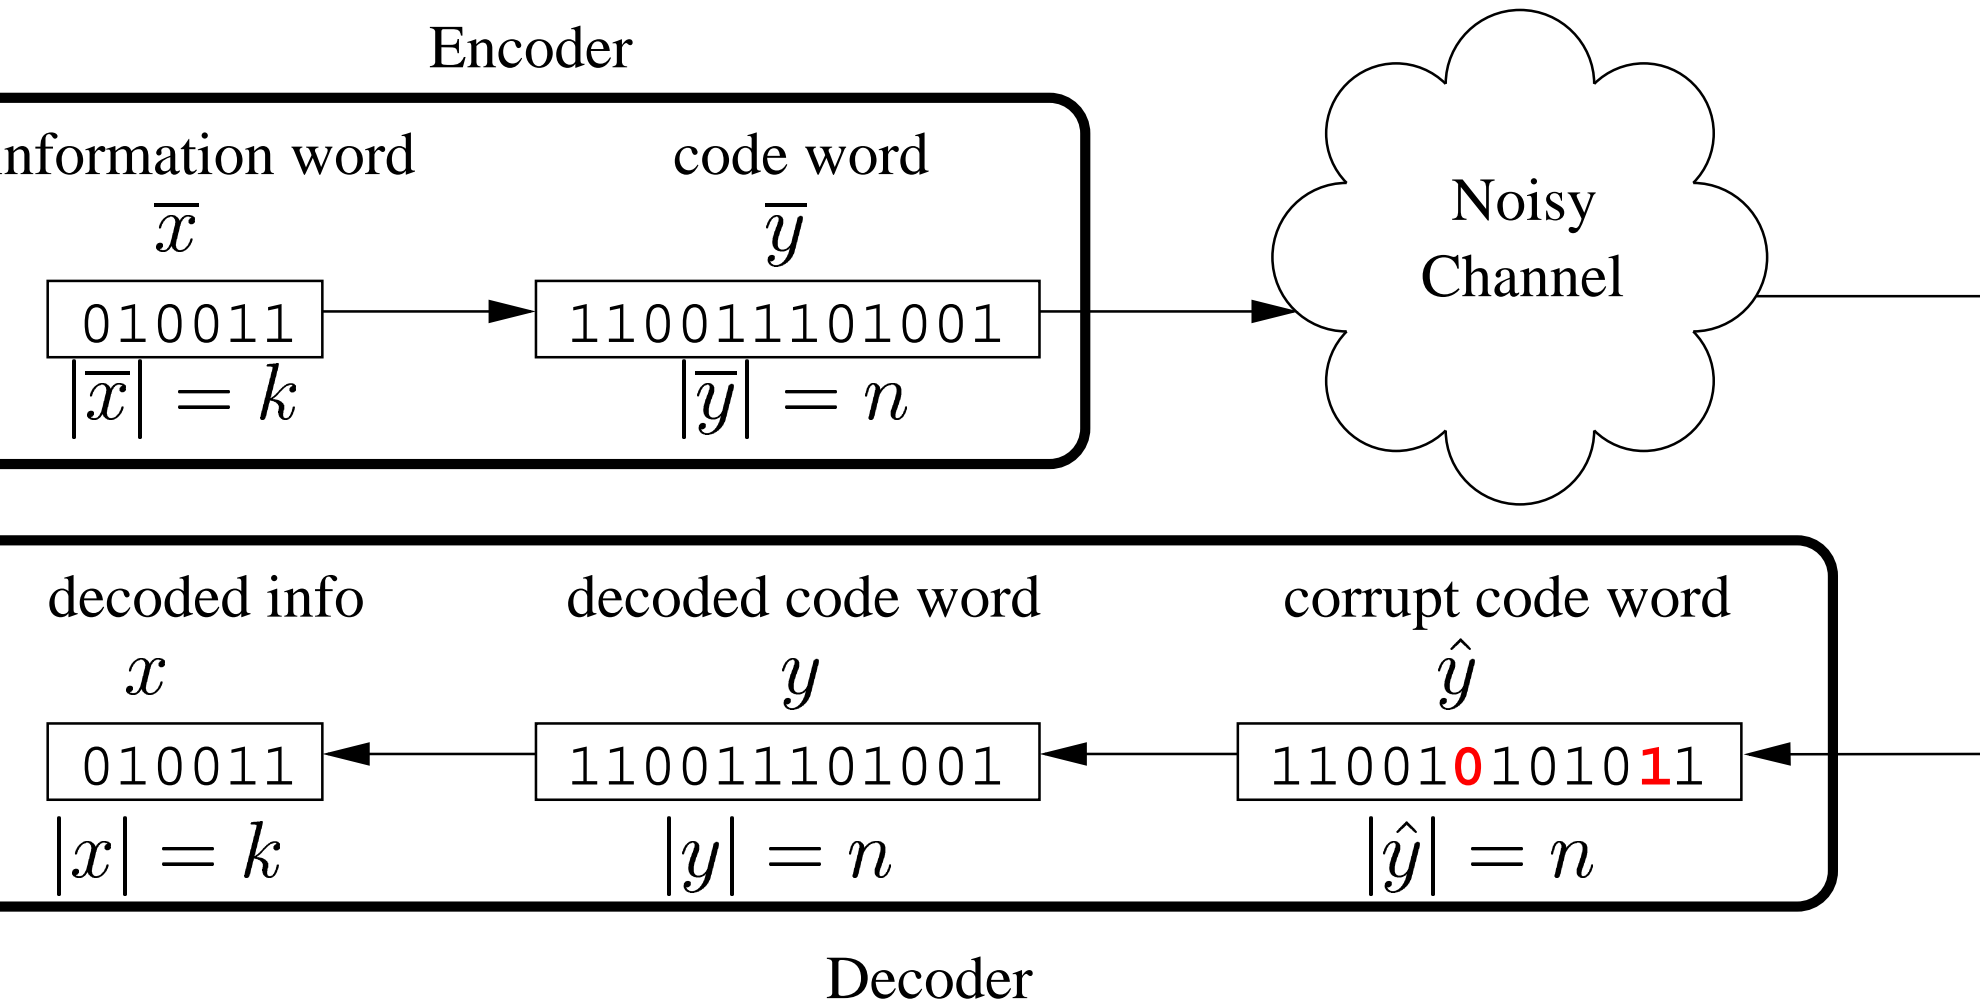 Encoder
nformation word code word
x̅ y̅
010011 110011101001
|x̅| = k |y̅| = n
Noisy
Channel
decoded info decoded code word corrupt code word
x y ŷ
010011 110011101001 110010101011
|x| = k |y| = n |ŷ| = n
Decoder